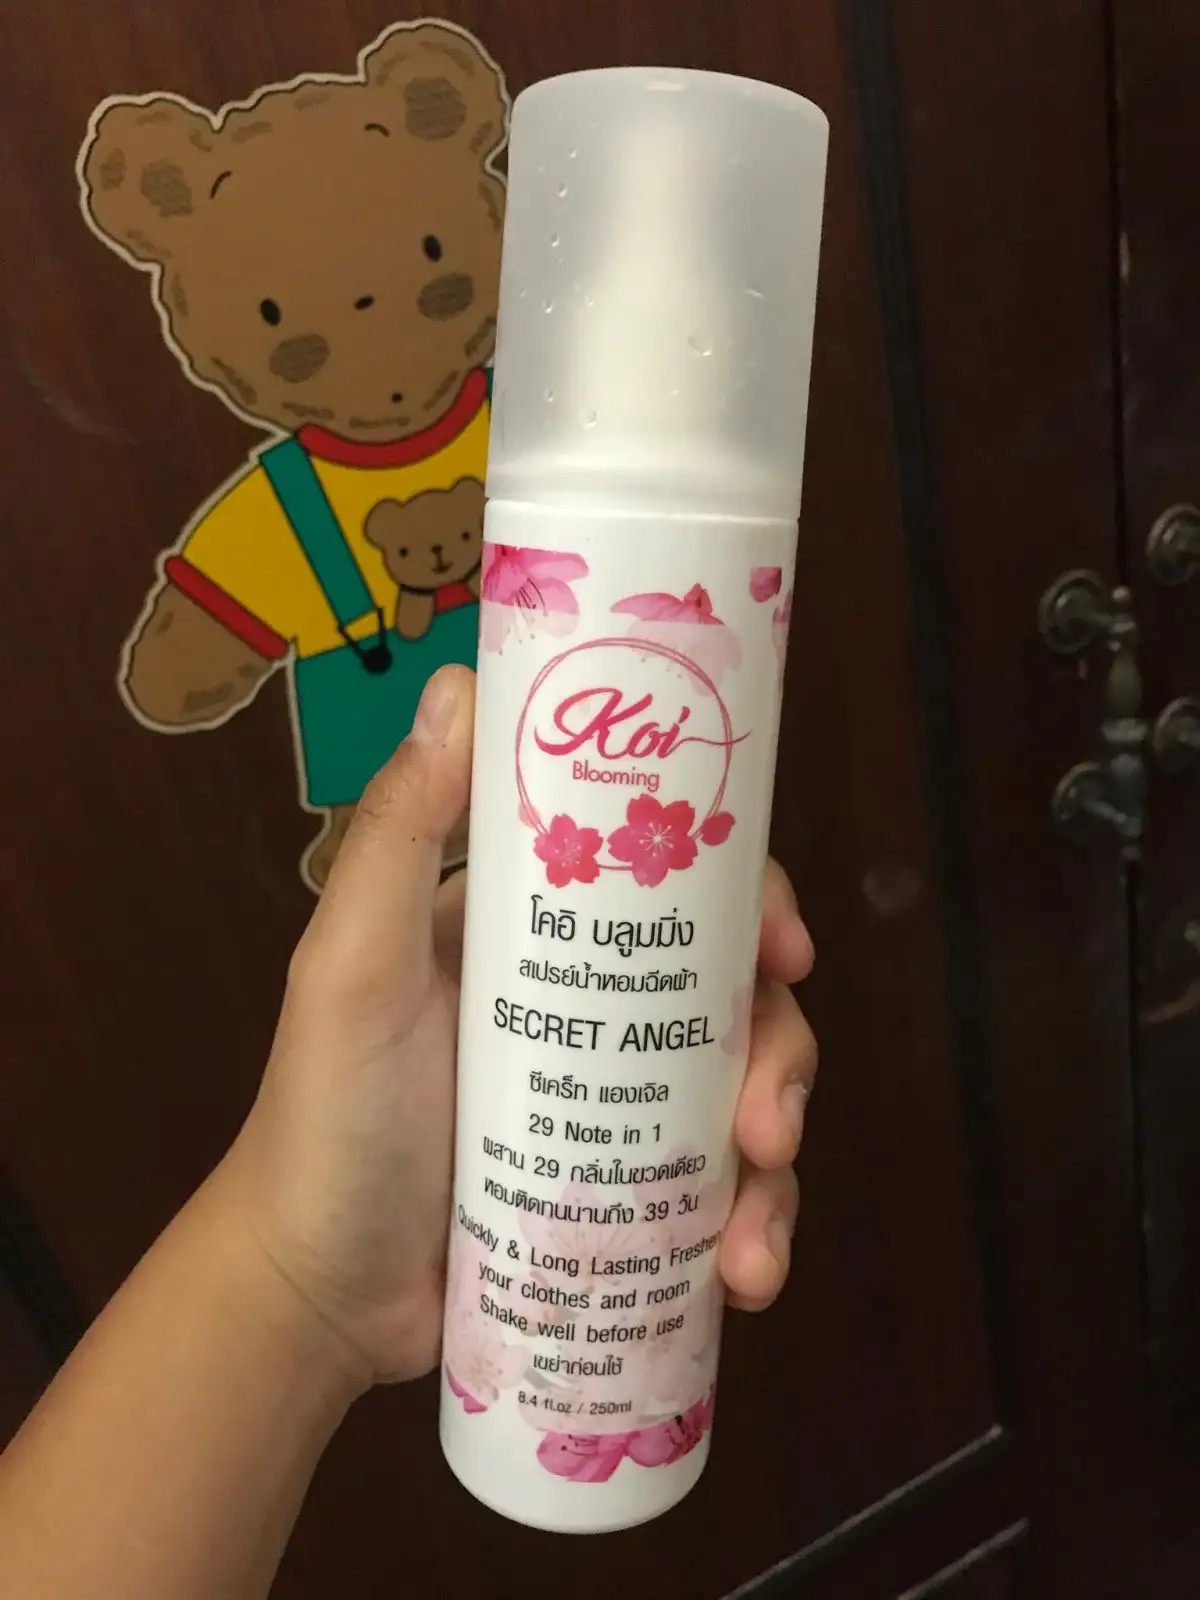 Koi
Blooming
โคอิ บลูมมิ่ง
สเปรย์น้ำหอมฉีดผ้า
SECRET ANGEL
ซีเคร็ท แองเจิล
29 Note in 1
ผสาน 29 กลิ่นในขวดเดียว
หอมติดทนนานถึง 39 วัน
Quickly & Long Lasting Freshen
your clothes and room
Shake well before use
เขย่าก่อนใช้
8.4 fl.oz / 250ml